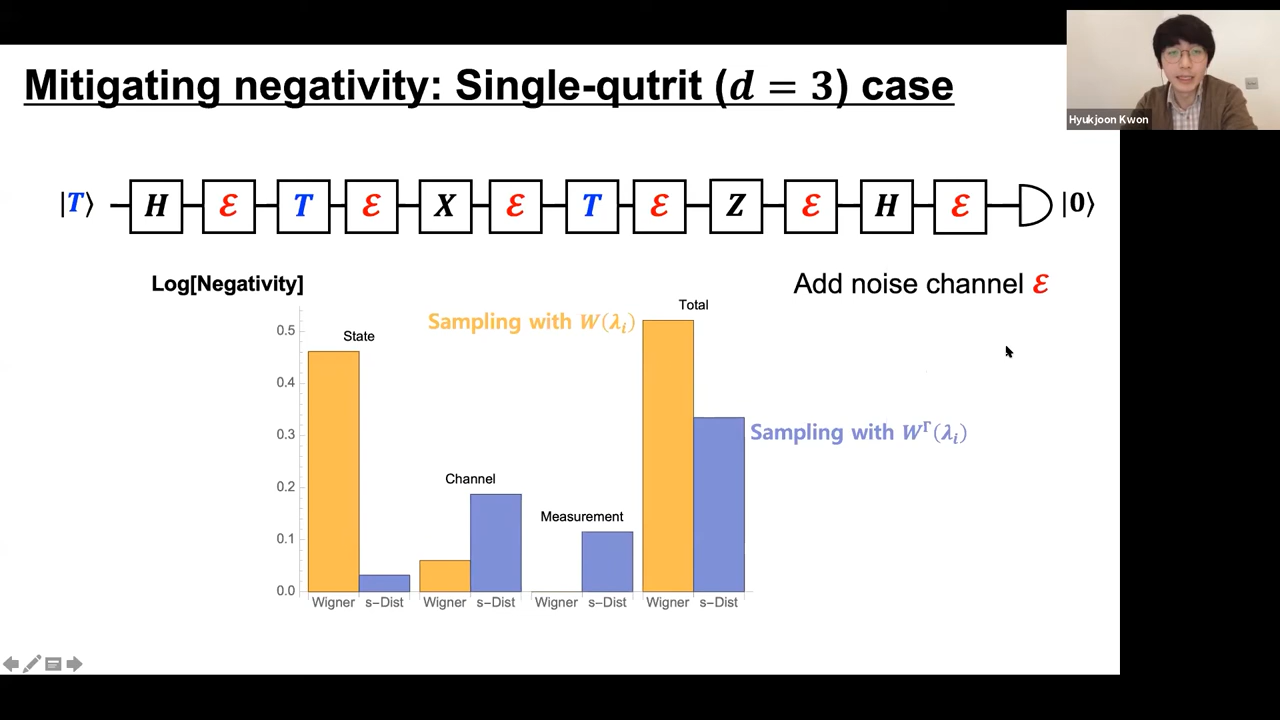 Mitigating negativity: Single-qutrit (d = 3) case
Hyukjoon Kwon
|T⟩ H ℰ T ℰ X ℰ T ℰ Z ℰ H ℰ |0⟩
Log[Negativity]
Add noise channel ℰ
Total
Sampling with W(λᵢ)
0.5
State
0.4
Sampling with Wᴦ(λᵢ)
0.3
Channel
0.2
Measurement
0.1
0.0
Wigner s-Dist Wigner s-Dist Wigner s-Dist Wigner s-Dist